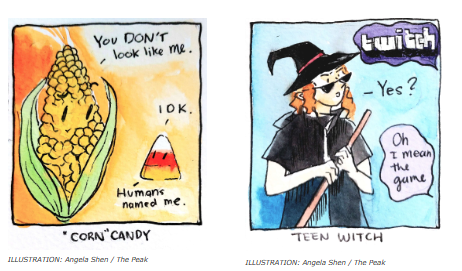 You DON'T
look like me.
IDK.
Humans
named me.
"CORN" CANDY
ILLUSTRATION: Angela Shen / The Peak
twitch
Yes?
Oh
I mean
the
game
TEEN WITCH
ILLUSTRATION: Angela Shen / The Peak